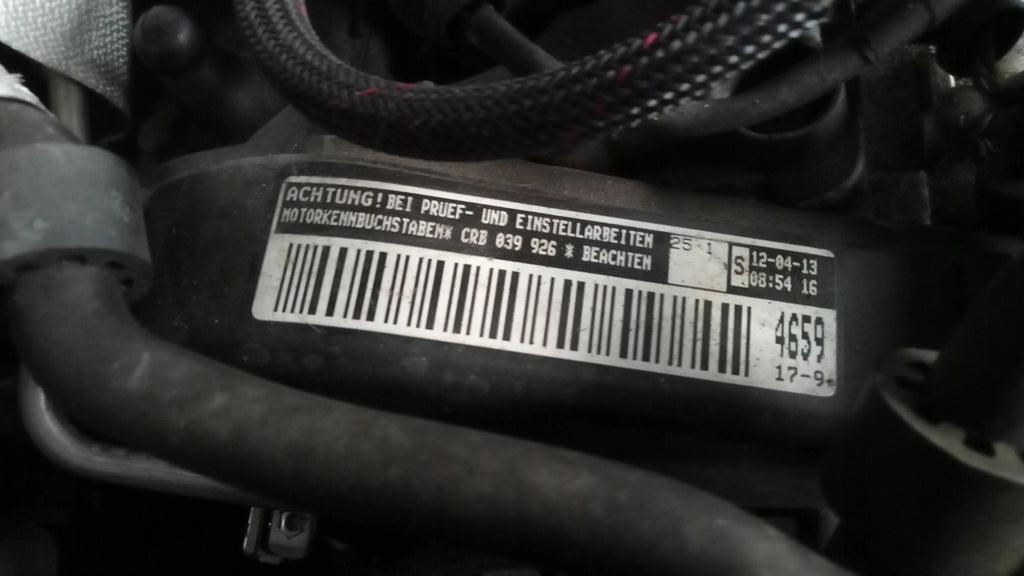 ACHTUNG! BEI PRUEF- UND EINSTELLARBEITEN
MOTORKENNBUCHSTABEN* CRB 039 926 * BEACHTEN
25 1
S
12-04-13
08:54 16
4659
17-9